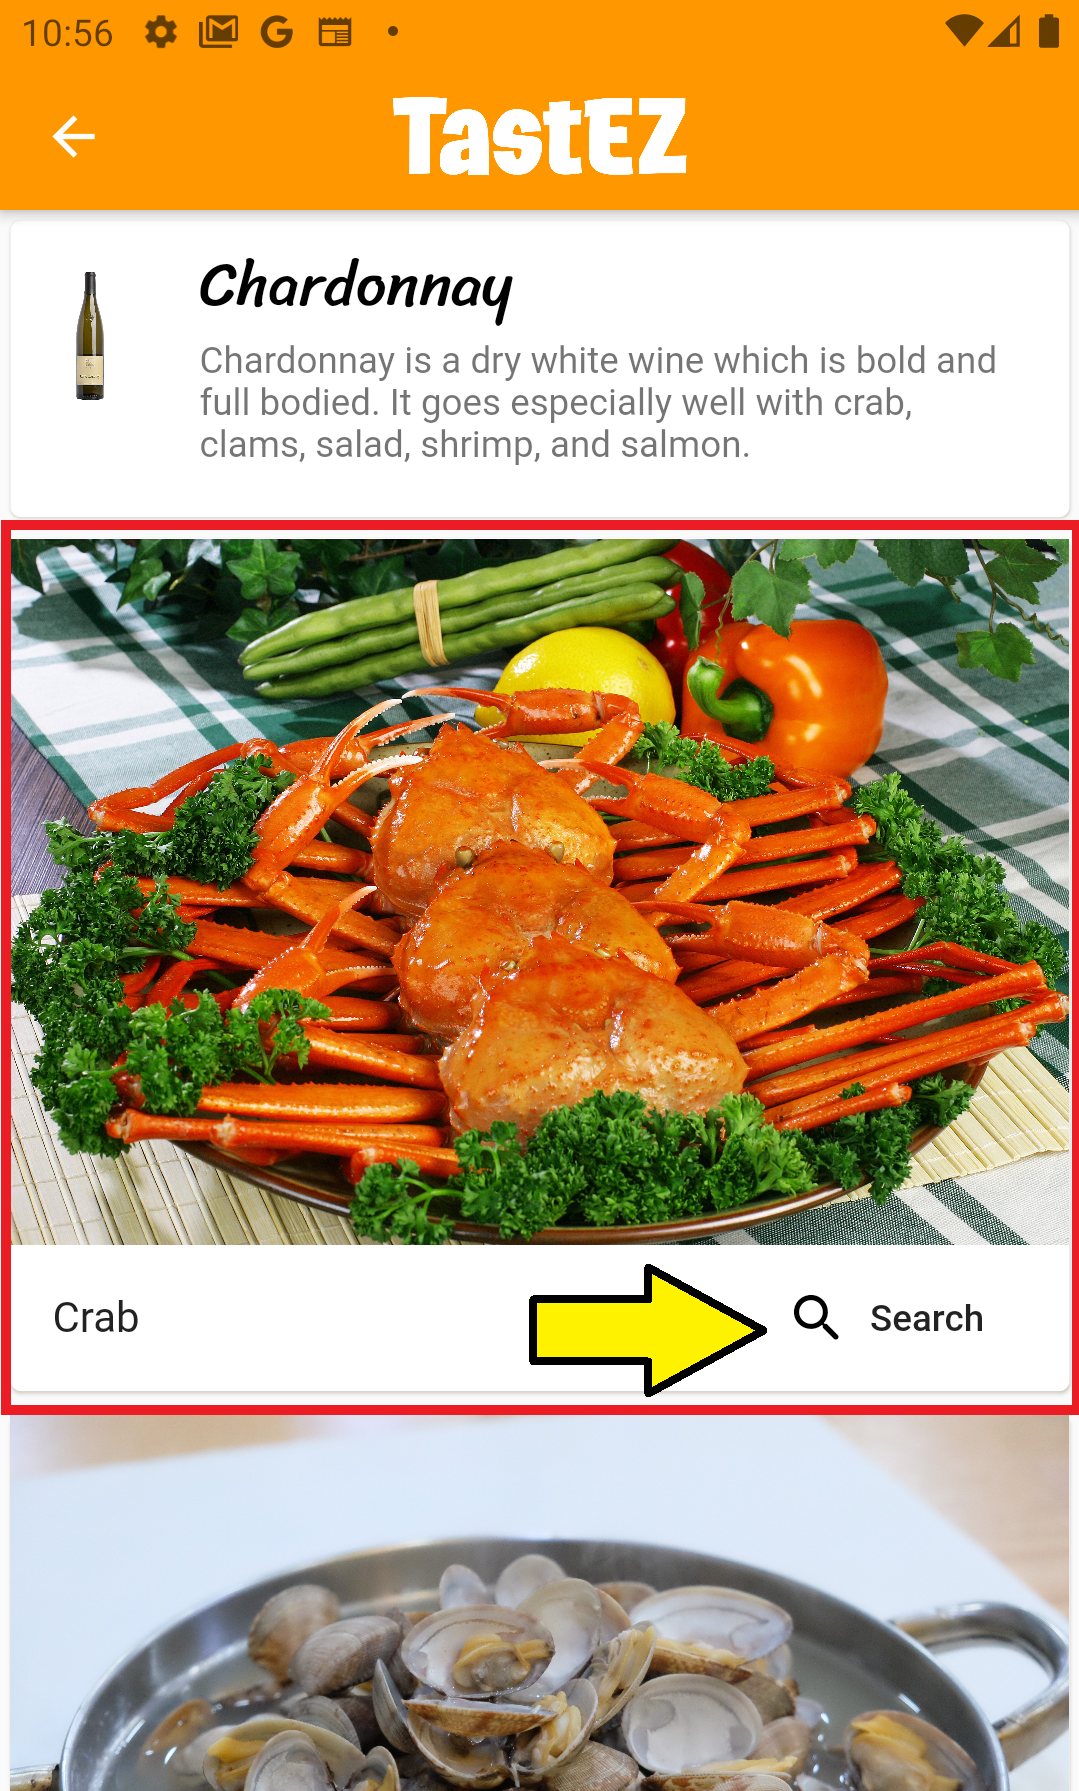 10:56
TastEZ
Chardonnay
Chardonnay is a dry white wine which is bold and
full bodied. It goes especially well with crab,
clams, salad, shrimp, and salmon.
Crab
Search